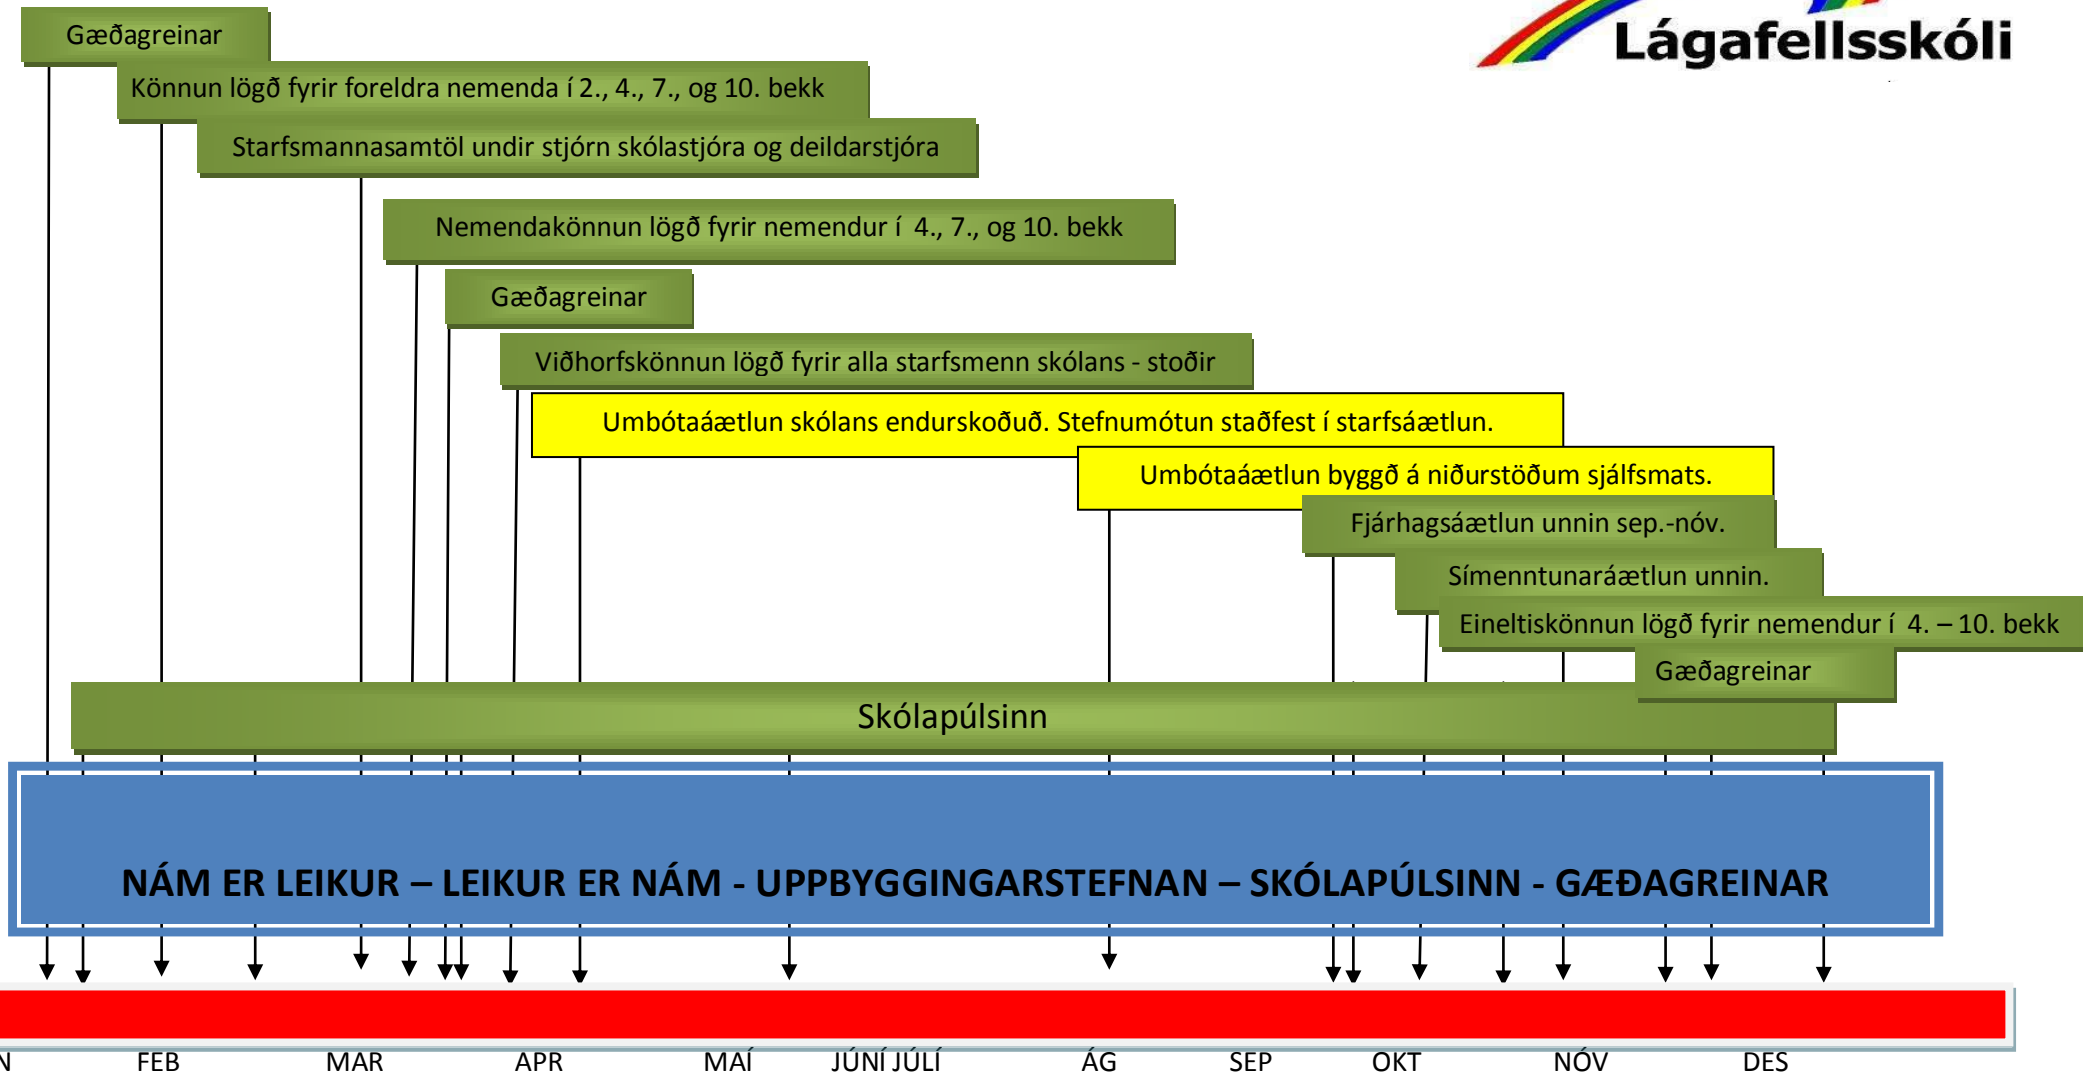 Lágafellsskóli
Gæðagreinar
Könnun lögð fyrir foreldra nemenda í 2., 4., 7., og 10. bekk
Starfsmannasamtöl undir stjórn skólastjóra og deildarstjóra
Nemendakönnun lögð fyrir nemendur í 4., 7., og 10. bekk
Gæðagreinar
Viðhorfskönnun lögð fyrir alla starfsmenn skólans - stoðir
Umbótaáætlun skólans endurskoðuð. Stefnumótun staðfest í starfsáætlun.
Umbótaáætlun byggð á niðurstöðum sjálfsmats.
Fjárhagsáætlun unnin sep.-nóv.
Símenntunaráætlun unnin.
Eineltiskönnun lögð fyrir nemendur í 4. – 10. bekk
Gæðagreinar
Skólapúlsinn
NÁM ER LEIKUR – LEIKUR ER NÁM - UPPBYGGINGARSTEFNAN – SKÓLAPÚLSINN - GÆÐAGREINAR
N FEB MAR APR MAÍ JÚNÍ JÚLÍ ÁG SEP OKT NÓV DES